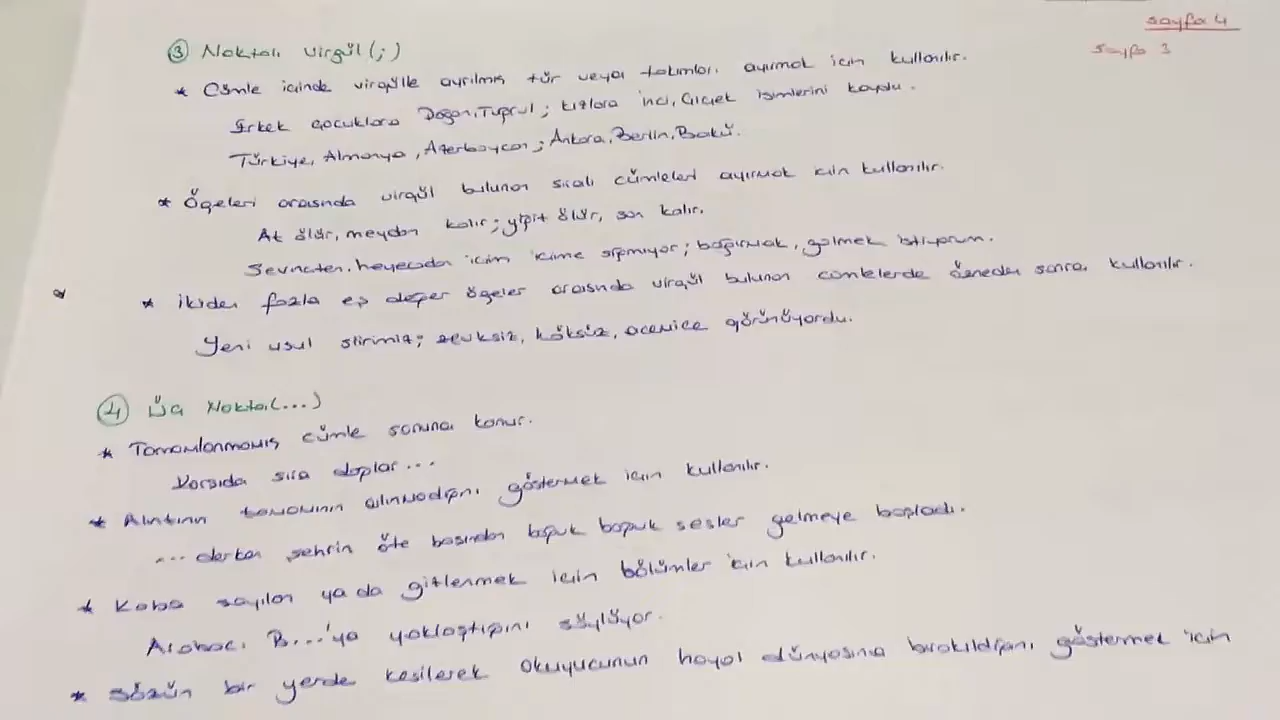 sayfa 4
sayfa 3
③ Noktalı virgül (;)
* Cümle içinde virgülle ayrılmış tür veya takımları ayırmak için kullanılır.
Erkek çocuklara Doğan, Tuğrul; kızlara İnci, Çiçek isimlerini koydu.
Türkiye, Almanya, Azerbaycan; Ankara, Berlin, Bakü.
* Ögeleri arasında virgül bulunan sıralı cümleleri ayırmak için kullanılır.
At ölür, meydan kalır; yiğit ölür, şan kalır.
Sevinçten, heyecadan içim içime sığmıyor; bağırmak, gülmek istiyorum.
* İkiden fazla eş değer ögeler arasında virgül bulunan cümlelerde özneden sonra kullanılır.
Yeni usul şiirimiz; zevksiz, köksüz, acemice görünüyordu.
④ Üç Nokta (...)
* Tamamlanmamış cümle sonuna konur.
sıra dağlar...
* Alıntının tamamının alınmadığını göstermek için kullanılır.
... derken şehrin öte başından boğuk boğuk sesler gelmeye başladı.
* Kaba sayılan ya da gizlenmek için bölümler için kullanılır.
Arabacı B...'ya yaklaştığını söylüyor.
* Sözün bir yerde kesilerek okuyucunun hayal dünyasına bırakıldığını göstermek için